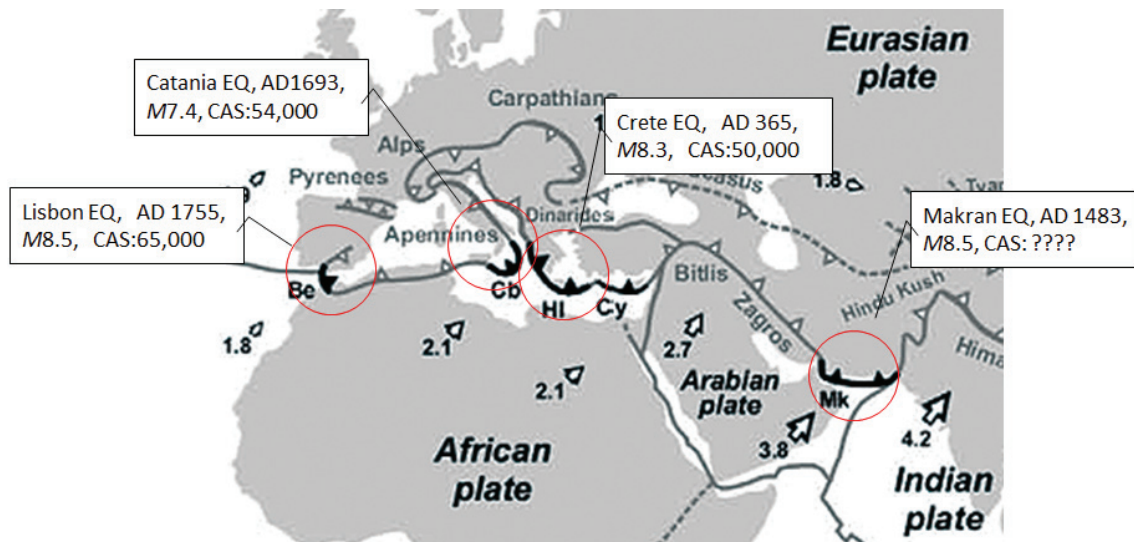 Eurasian
plate
Catania EQ, AD1693,
M7.4, CAS:54,000
Carpathians
Crete EQ, AD 365,
M8.3, CAS:50,000
Alps
Pyrenees
1.8
Lisbon EQ, AD 1755,
M8.5, CAS:65,000
Dinarides
Makran EQ, AD 1483,
M8.5, CAS: ????
Apennines
Bitlis
Hindu Kush
Be
Cb
HI
Cy
Zagros
1.8
2.1
2.7
2.1
Arabian
plate
Mk
3.8
4.2
African
plate
Indian
plate